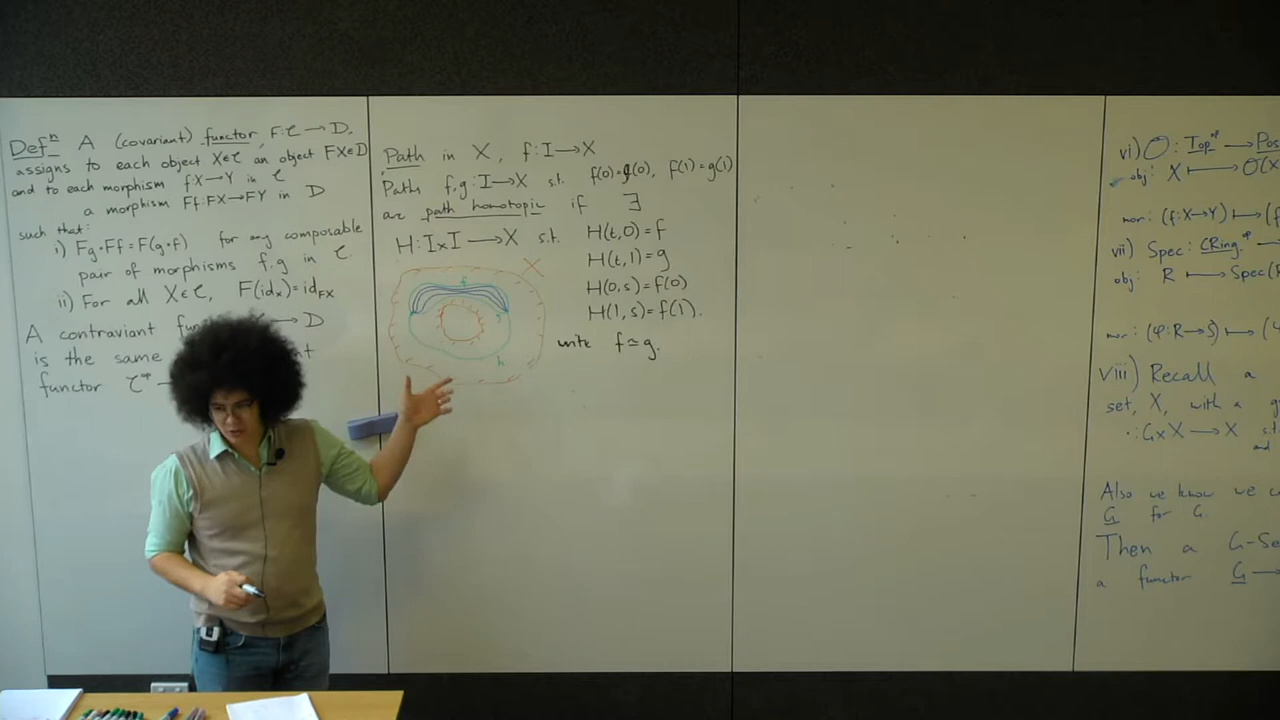 Defⁿ A (covariant) functor, F: C → D,
assigns to each object X∈C an object FX∈D
and to each morphism f:X→Y in C
a morphism Ff: FX→FY in D
such that:
i) Fg∘Ff = F(g∘f) for any composable
pair of morphisms f,g in C.
ii) For all X∈C, F(id_X) = id_FX
A contraviant → D
is the same
functor C^op
Path in X, f: I→X
Paths f,g: I→X s.t. f(0)=g(0), f(1)=g(1)
are path homotopic if ∃
H: I×I → X s.t. H(t,0)=f
H(t,1)=g
H(0,s)=f(0)
H(1,s)=f(1).
write f≃g.
X
f
g
h
vi) O: Top^op → Pos
obj: X ↦ O(X
mor: (f:X→Y) ↦ (f
vii) Spec: CRing^op →
obj: R ↦ Spec(R
mor: (φ:R→S) ↦ (φ
viii) Recall a
set, X, with a
·: G×X → X s.t.
and
Also we know we c
G for G.
Then a G-Se
a functor G →